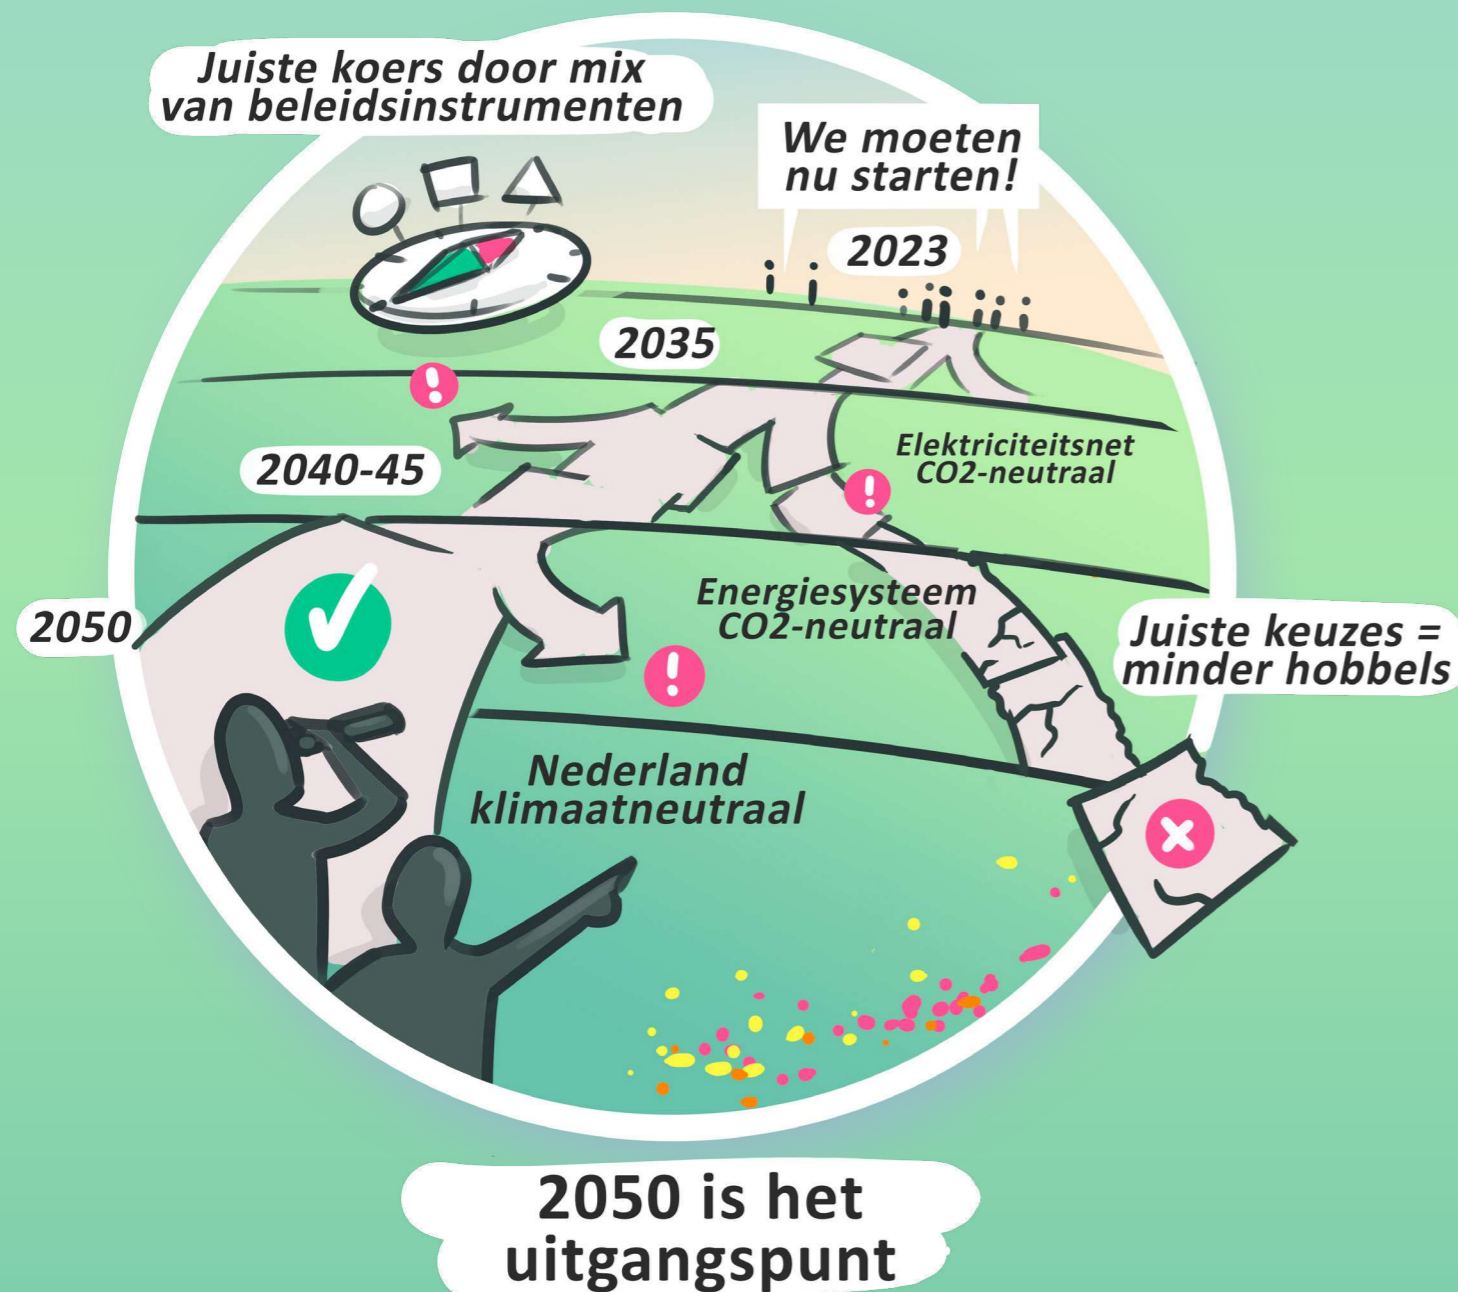 Juiste koers door mix
van beleidsinstrumenten
We moeten
nu starten!
2023
2035
Elektriciteitsnet
CO2-neutraal
2040-45
Energiesysteem
CO2-neutraal
2050
Juiste keuzes =
minder hobbels
Nederland
klimaatneutraal
2050 is het
uitgangspunt